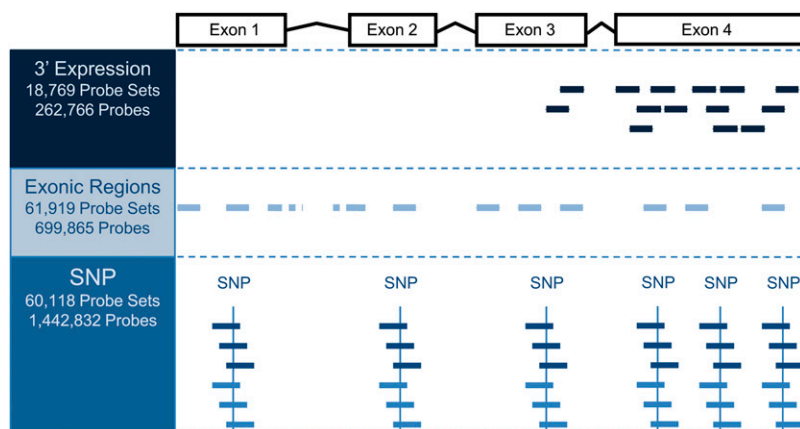 Exon 1
Exon 2
Exon 3
Exon 4
3’ Expression
18,769 Probe Sets
262,766 Probes
Exonic Regions
61,919 Probe Sets
699,865 Probes
SNP
60,118 Probe Sets
1,442,832 Probes
SNP SNP SNP SNP SNP SNP